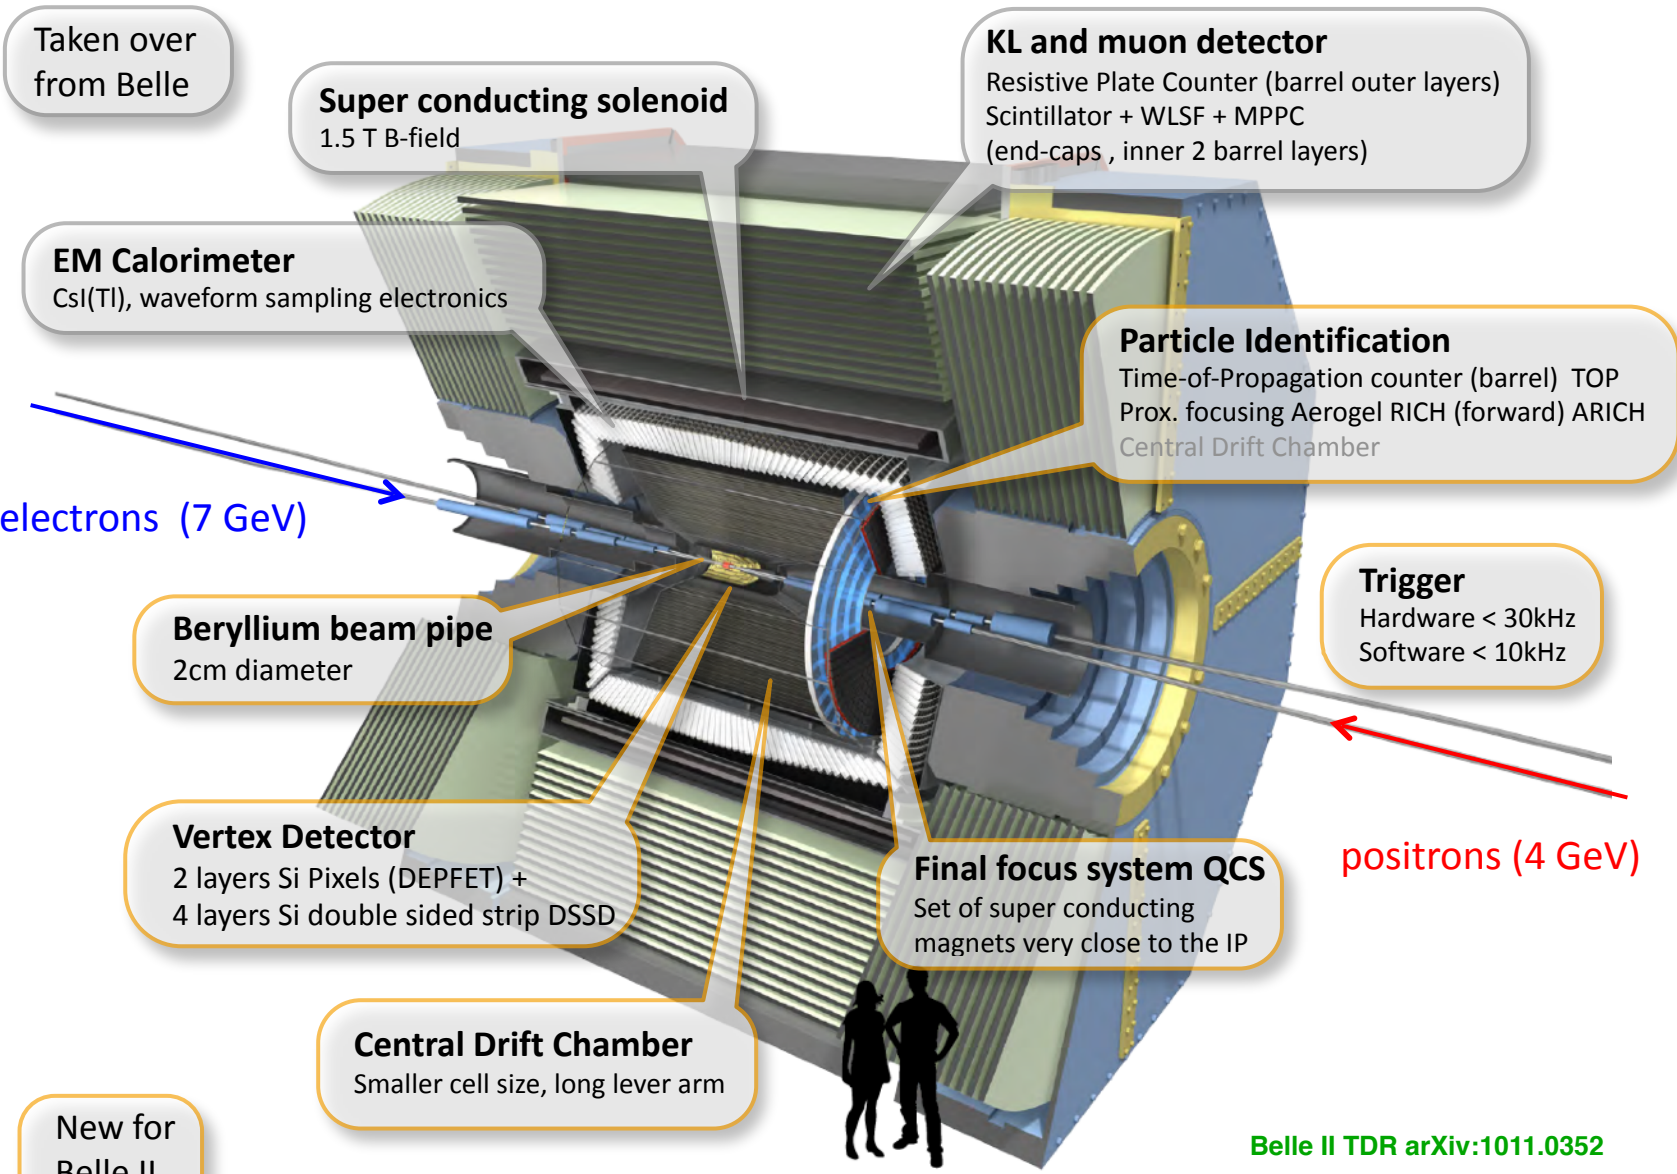 Taken over
from Belle
Super conducting solenoid
1.5 T B-field
KL and muon detector
Resistive Plate Counter (barrel outer layers)
Scintillator + WLSF + MPPC
(end-caps , inner 2 barrel layers)
EM Calorimeter
CsI(Tl), waveform sampling electronics
Particle Identification
Time-of-Propagation counter (barrel) TOP
Prox. focusing Aerogel RICH (forward) ARICH
Central Drift Chamber
electrons (7 GeV)
Trigger
Hardware < 30kHz
Software < 10kHz
Beryllium beam pipe
2cm diameter
Vertex Detector
2 layers Si Pixels (DEPFET) +
4 layers Si double sided strip DSSD
Final focus system QCS
Set of super conducting
magnets very close to the IP
positrons (4 GeV)
Central Drift Chamber
Smaller cell size, long lever arm
New for
Belle II
Belle II TDR arXiv:1011.0352